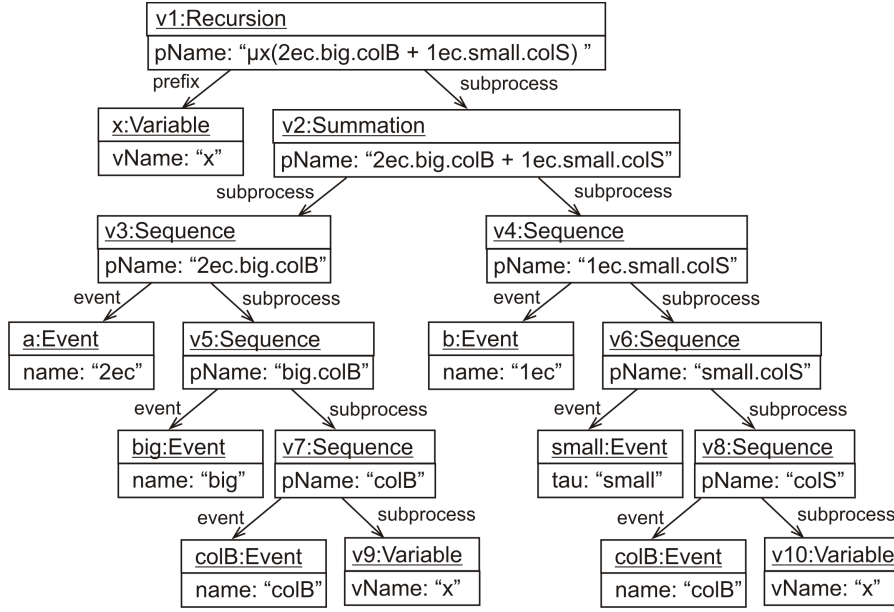 v1:Recursion
pName: “μx(2ec.big.colB + 1ec.small.colS) ”
prefix
subprocess
x:Variable
vName: “x”
v2:Summation
pName: “2ec.big.colB + 1ec.small.colS”
subprocess
subprocess
v3:Sequence
pName: “2ec.big.colB”
v4:Sequence
pName: “1ec.small.colS”
event
subprocess
event
subprocess
a:Event
name: “2ec”
v5:Sequence
pName: “big.colB”
b:Event
name: “1ec”
v6:Sequence
pName: “small.colS”
event
subprocess
event
subprocess
big:Event
name: “big”
v7:Sequence
pName: “colB”
small:Event
tau: “small”
v8:Sequence
pName: “colS”
event
subprocess
event
subprocess
colB:Event
name: “colB”
v9:Variable
vName: “x”
colB:Event
name: “colB”
v10:Variable
vName: “x”